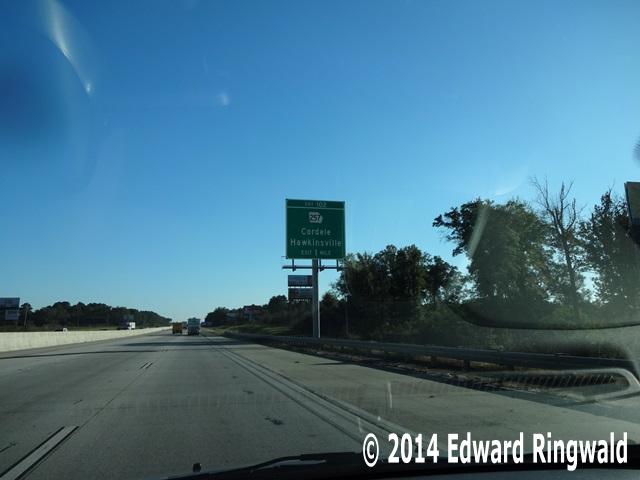 EXIT 102
257
Cordele
Hawkinsville
EXIT 1 MILE
© 2014 Edward Ringwald